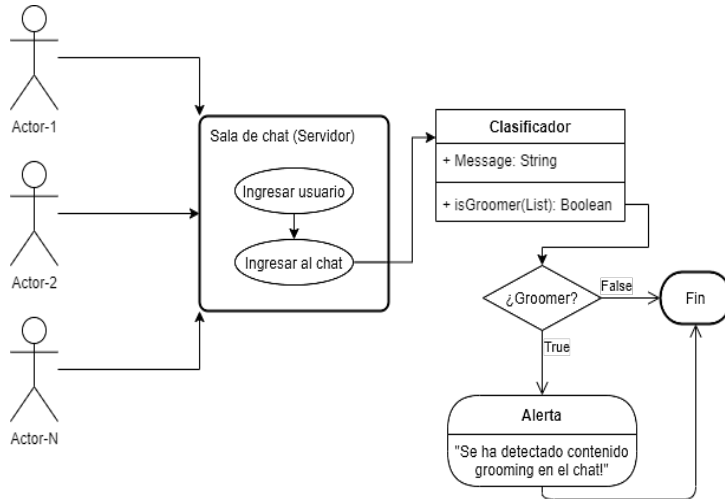 Actor-1
Actor-2
Actor-N
Sala de chat (Servidor)
Ingresar usuario
Ingresar al chat
Clasificador
+ Message: String
+ isGroomer(List): Boolean
¿Groomer?
False
Fin
True
Alerta
"Se ha detectado contenido
grooming en el chat!"